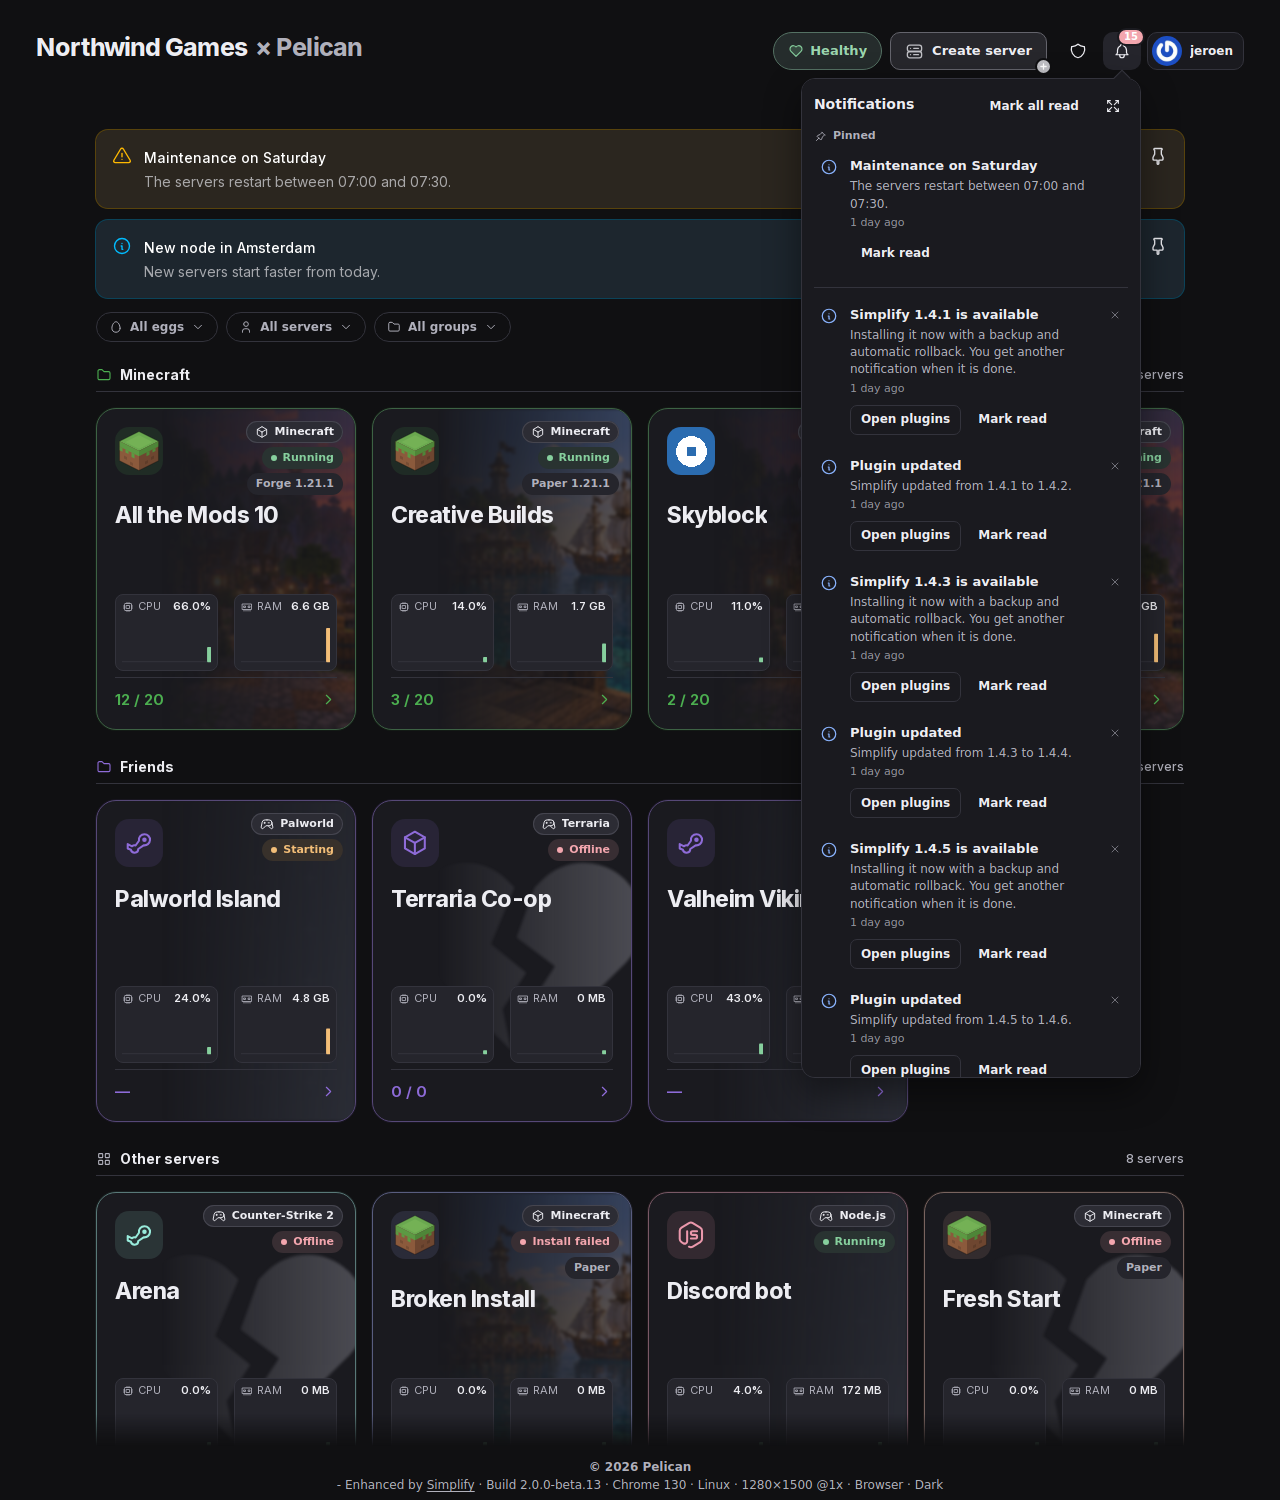 Northwind Games × Pelican
Healthy
Create server
15
jeroen
Notifications
Mark all read
Pinned
Maintenance on Saturday
The servers restart between 07:00 and
07:30.
1 day ago
Mark read
Simplify 1.4.1 is available
Installing it now with a backup and
automatic rollback. You get another
notification when it is done.
1 day ago
Open plugins Mark read
Plugin updated
Simplify updated from 1.4.1 to 1.4.2.
1 day ago
Open plugins Mark read
Simplify 1.4.3 is available
Installing it now with a backup and
automatic rollback. You get another
notification when it is done.
1 day ago
Open plugins Mark read
Plugin updated
Simplify updated from 1.4.3 to 1.4.4.
1 day ago
Open plugins Mark read
Simplify 1.4.5 is available
Installing it now with a backup and
automatic rollback. You get another
notification when it is done.
1 day ago
Open plugins Mark read
Plugin updated
Simplify updated from 1.4.5 to 1.4.6.
1 day ago
Open plugins Mark read
Maintenance on Saturday
The servers restart between 07:00 and 07:30.
New node in Amsterdam
New servers start faster from today.
All eggs All servers All groups
Minecraft
servers
Minecraft
Running
Forge 1.21.1
All the Mods 10
CPU 66.0% RAM 6.6 GB
12 / 20
Minecraft
Running
Paper 1.21.1
Creative Builds
CPU 14.0% RAM 1.7 GB
3 / 20
Skyblock
CPU 11.0%
2 / 20
GB
Friends
servers
Palworld
Starting
Palworld Island
CPU 24.0% RAM 4.8 GB
—
Terraria
Offline
Terraria Co-op
CPU 0.0% RAM 0 MB
0 / 0
Valheim
CPU 43.0%
—
Other servers
8 servers
Counter-Strike 2
Offline
Arena
CPU 0.0% RAM 0 MB
Minecraft
Install failed
Paper
Broken Install
CPU 0.0% RAM 0 MB
Node.js
Running
Discord bot
CPU 4.0% RAM 172 MB
Minecraft
Offline
Paper
Fresh Start
CPU 0.0% RAM 0 MB
© 2026 Pelican
- Enhanced by Simplify · Build 2.0.0-beta.13 · Chrome 130 · Linux · 1280×1500 @1x · Browser · Dark